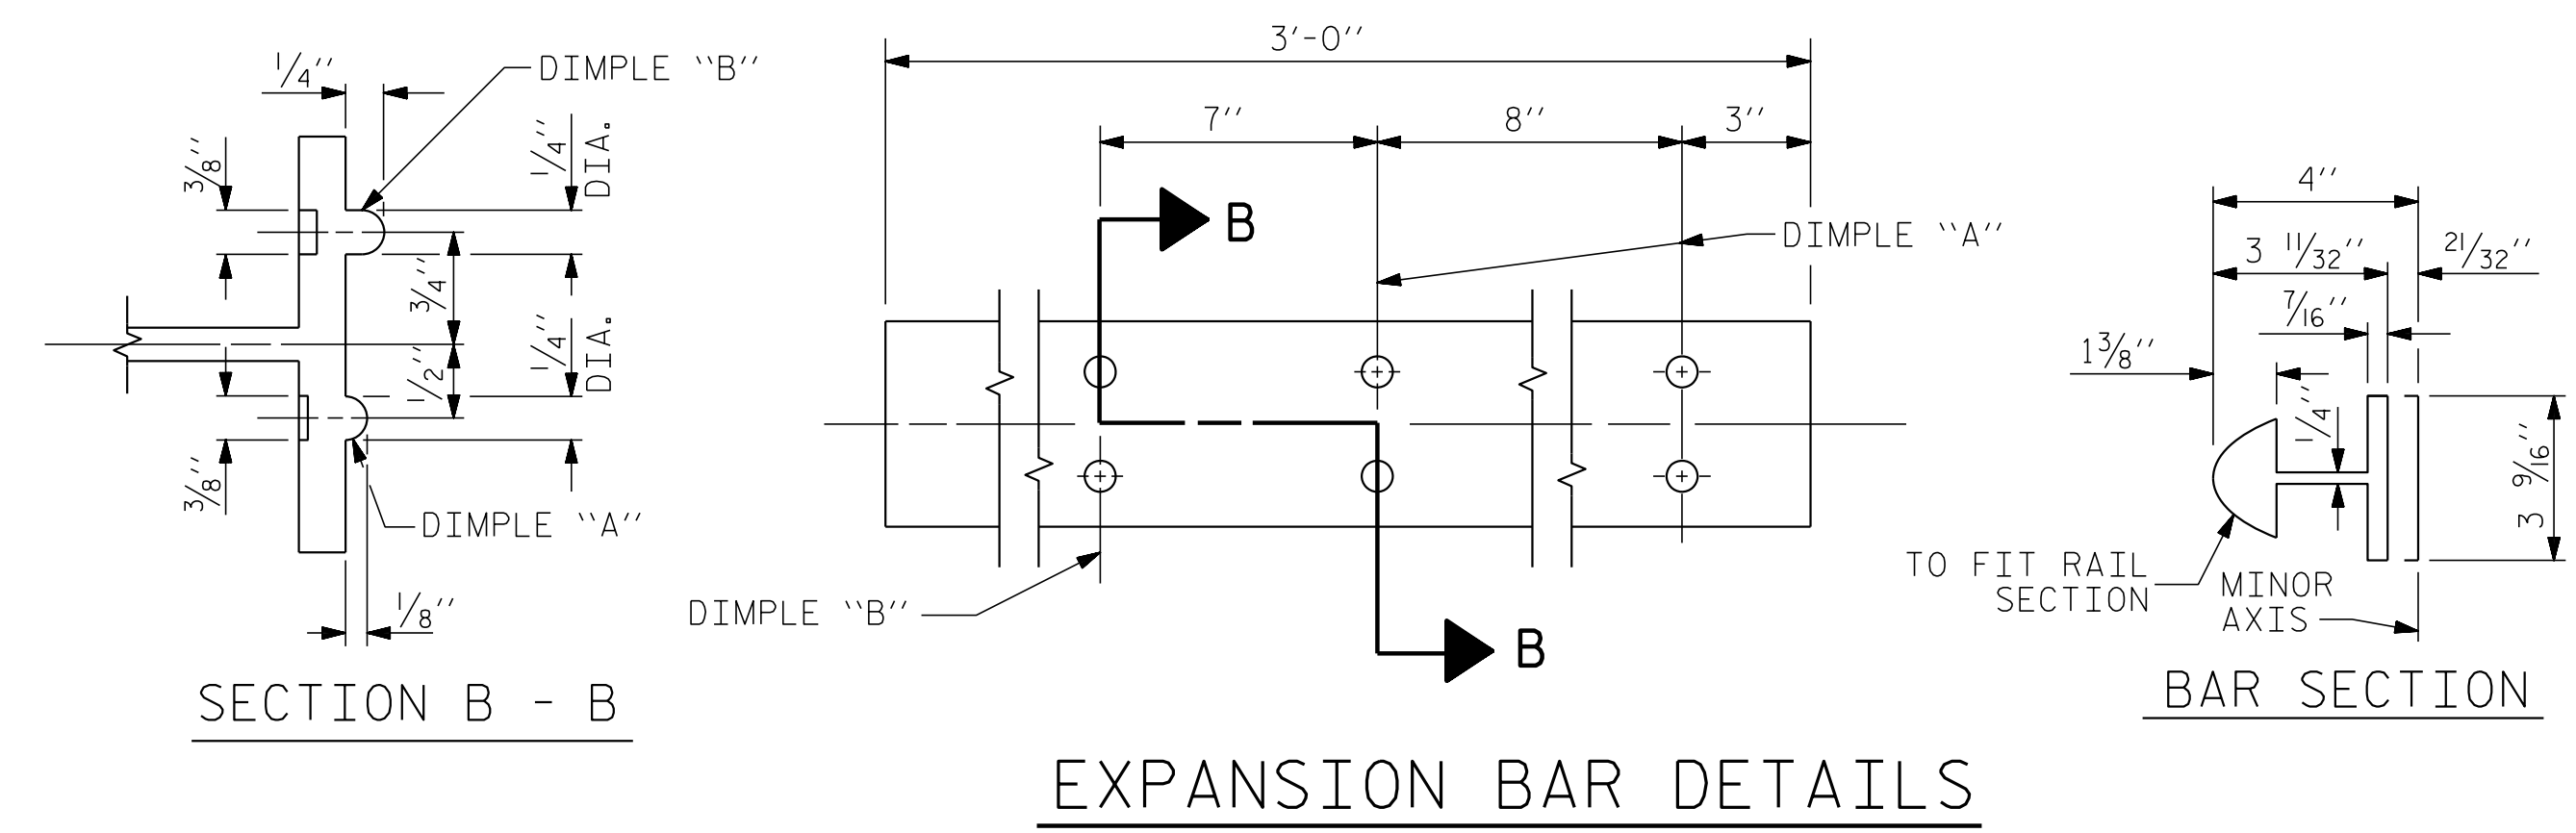 1/4''
DIMPLE ``B''
3/8''
1/4''
DIA.
3/4''
1/4''
DIA.
1/2''
3/8''
DIMPLE ``A''
1/8''
SECTION B - B
3'-0''
7''
8''
3''
B
DIMPLE ``A''
DIMPLE ``B''
B
4''
3 11/32''
21/32''
7/16''
1 3/8''
1/4''
3 9/16''
TO FIT RAIL
SECTION
MINOR
AXIS
BAR SECTION
EXPANSION BAR DETAILS